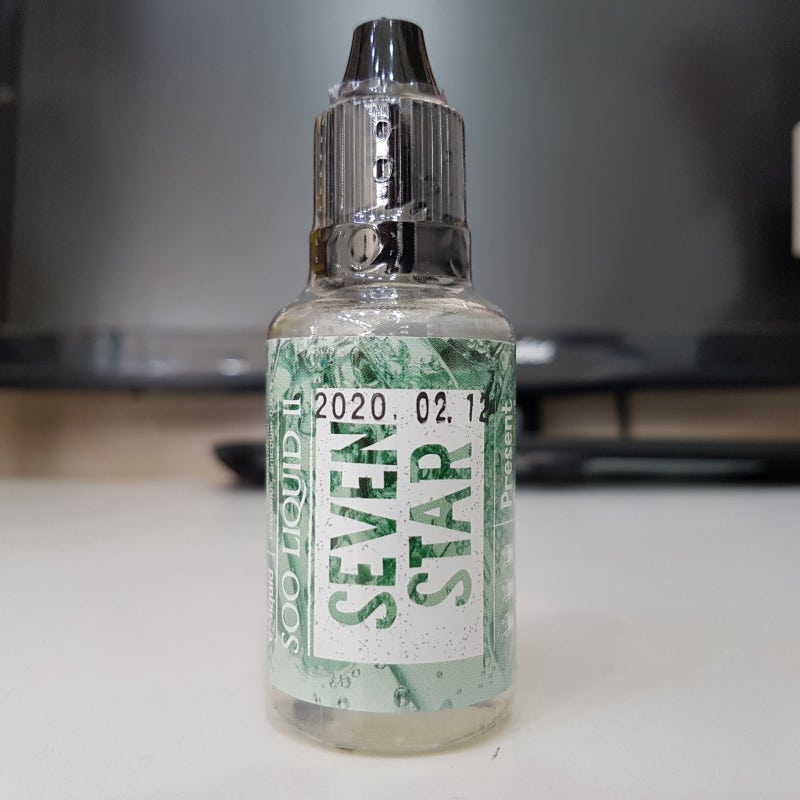 2020. 02. 12
SEVEN
STAR
SOO LIQUID II
Present